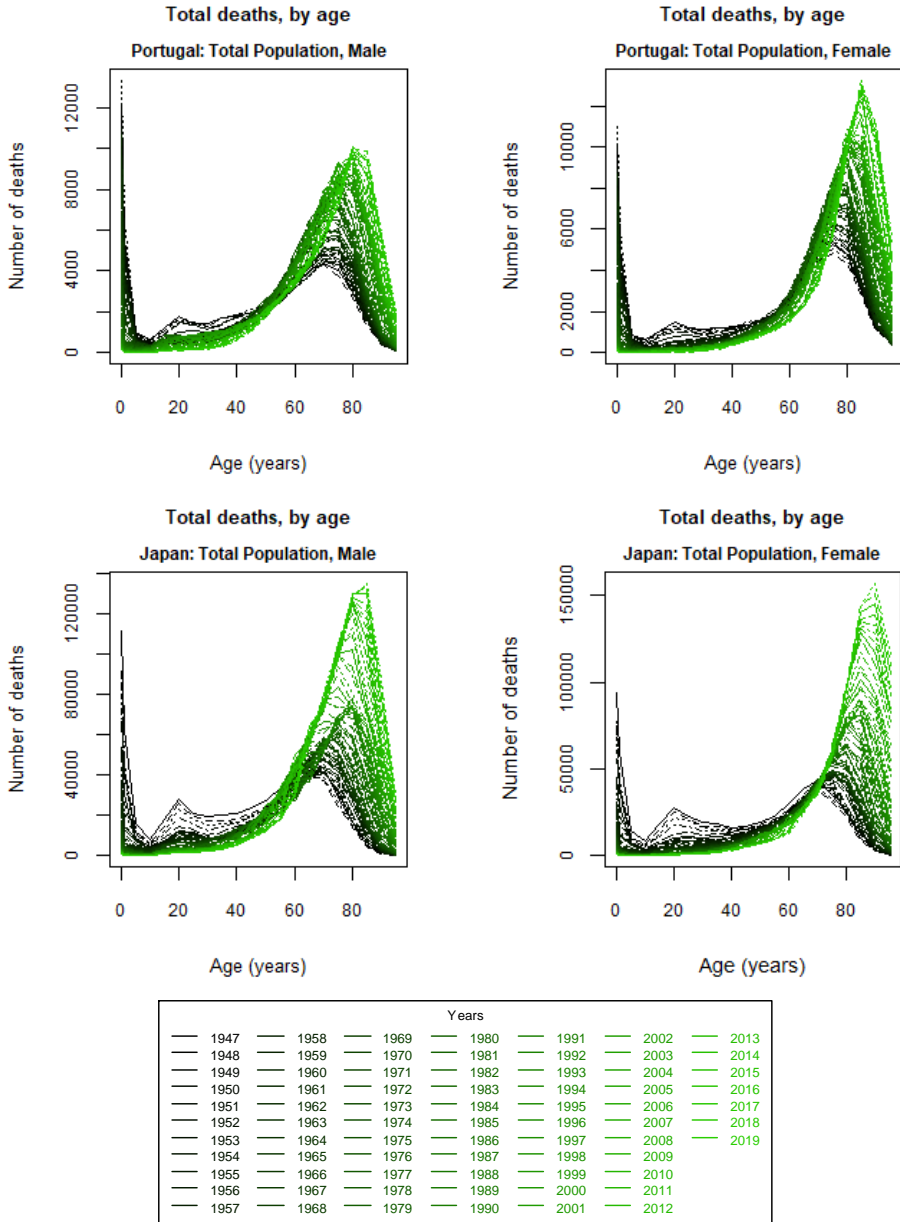 Total deaths, by age
Portugal: Total Population, Male
Number of deaths
0 4000 8000 12000
0 20 40 60 80
Age (years)
Total deaths, by age
Portugal: Total Population, Female
Number of deaths
0 2000 6000 10000
0 20 40 60 80
Age (years)
Total deaths, by age
Japan: Total Population, Male
Number of deaths
0 40000 80000 120000
0 20 40 60 80
Age (years)
Total deaths, by age
Japan: Total Population, Female
Number of deaths
0 50000 100000 150000
0 20 40 60 80
Age (years)
Years
1947 1958 1969 1980 1991 2002 2013
1948 1959 1970 1981 1992 2003 2014
1949 1960 1971 1982 1993 2004 2015
1950 1961 1972 1983 1994 2005 2016
1951 1962 1973 1984 1995 2006 2017
1952 1963 1974 1985 1996 2007 2018
1953 1964 1975 1986 1997 2008 2019
1954 1965 1976 1987 1998 2009
1955 1966 1977 1988 1999 2010
1956 1967 1978 1989 2000 2011
1957 1968 1979 1990 2001 2012